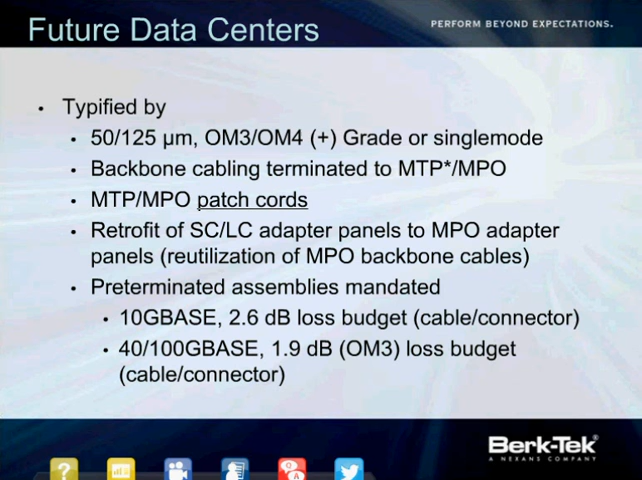 Future Data Centers
PERFORM BEYOND EXPECTATIONS.
• Typified by
• 50/125 μm, OM3/OM4 (+) Grade or singlemode
• Backbone cabling terminated to MTP*/MPO
• MTP/MPO patch cords
• Retrofit of SC/LC adapter panels to MPO adapter
panels (reutilization of MPO backbone cables)
• Preterminated assemblies mandated
• 10GBASE, 2.6 dB loss budget (cable/connector)
• 40/100GBASE, 1.9 dB (OM3) loss budget
(cable/connector)
Berk-Tek®
A NEXANS COMPANY
?
Q
A